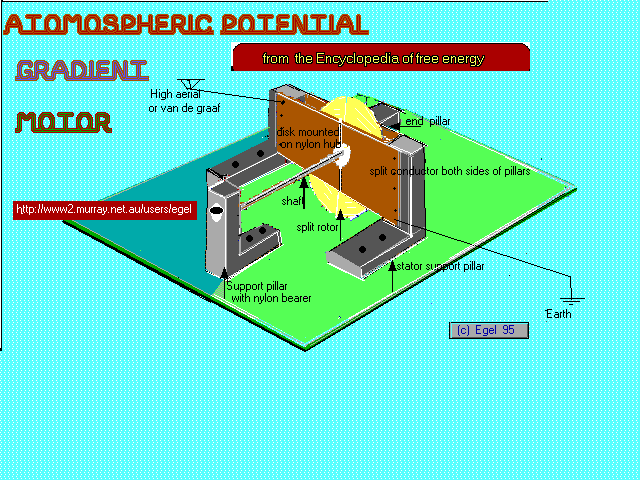 ATOMOSPHERIC POTENTIAL
GRADIENT
MOTOR
from the Encyclopedia of free energy
High aerial
or van de graaf
end pillar
disk mounted
on nylon hub
split conductor both sides of pillars
shaft
http://www2.murray.net.au/users/egel
split rotor
stator support pillar
Support pillar
with nylon bearer
Earth
(c) Egel 95